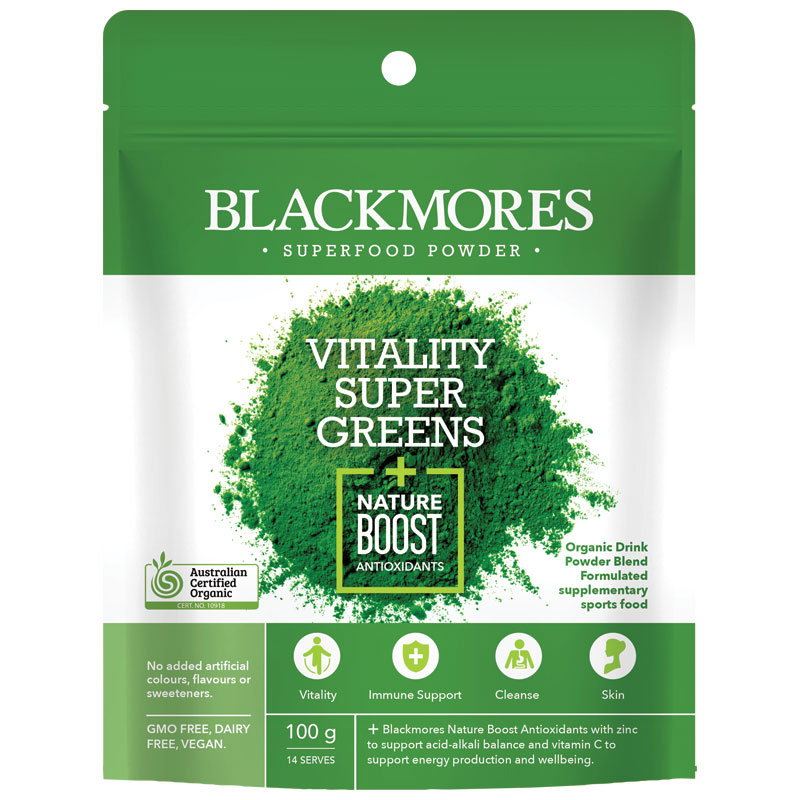 BLACKMORES
• SUPERFOOD POWDER •
VITALITY
SUPER
GREENS
+
NATURE
BOOST
ANTIOXIDANTS
Australian
Certified
Organic
CERT. NO. 10918
Organic Drink
Powder Blend
Formulated
supplementary
sports food
No added artificial
colours, flavours or
sweeteners.
GMO FREE, DAIRY
FREE, VEGAN.
Vitality
Immune Support
Cleanse
Skin
100 g
14 SERVES
+ Blackmores Nature Boost Antioxidants with zinc
to support acid-alkali balance and vitamin C to
support energy production and wellbeing.